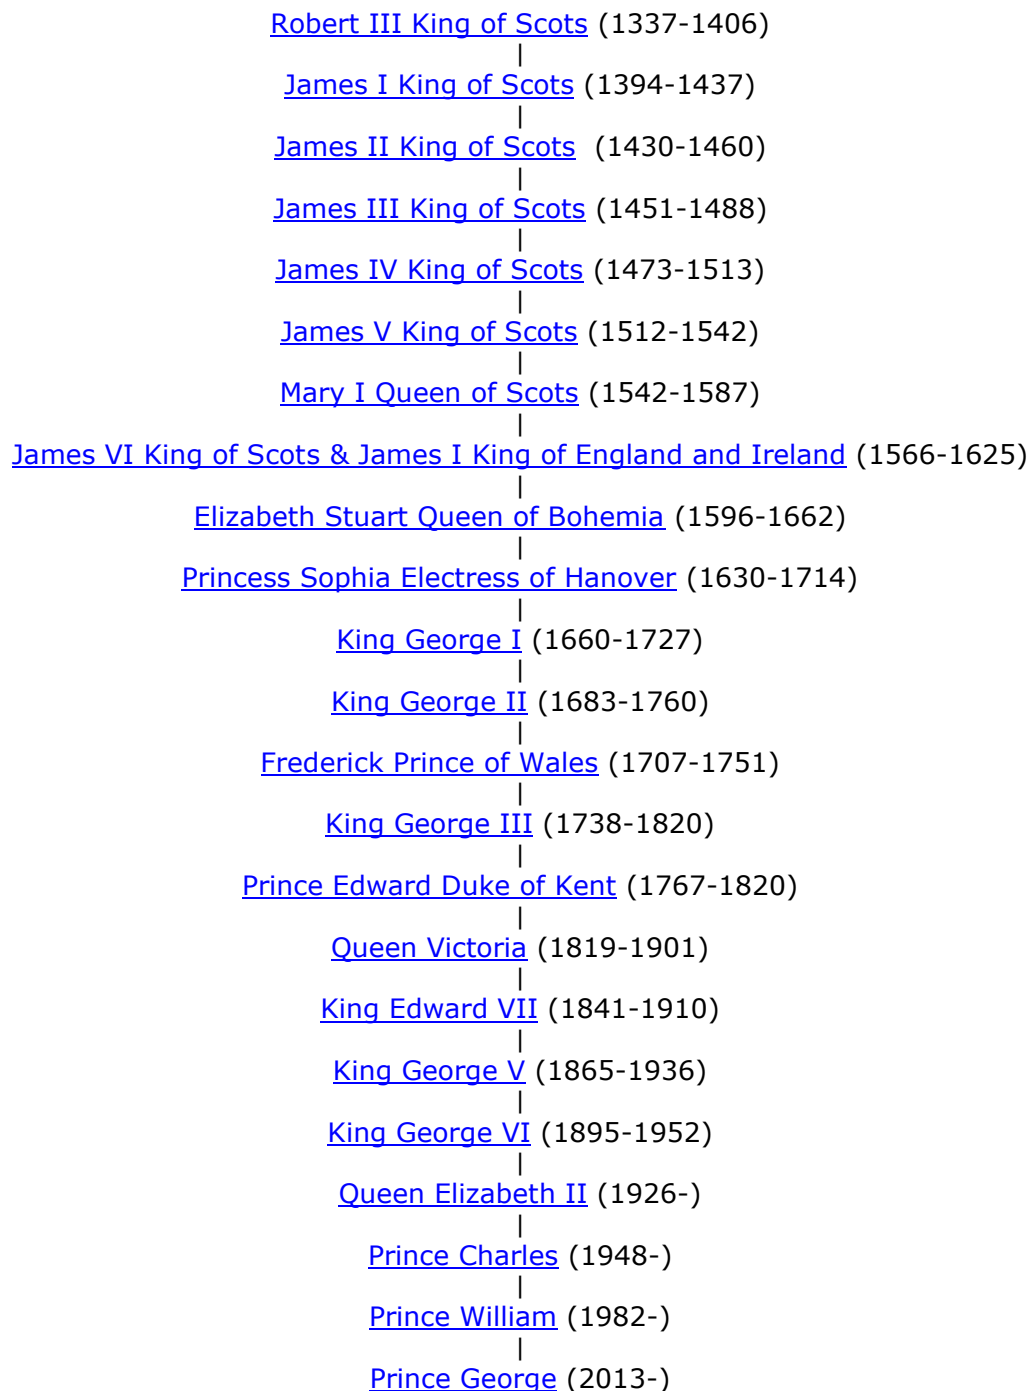 Robert III King of Scots (1337-1406)
|
James I King of Scots (1394-1437)
|
James II King of Scots (1430-1460)
|
James III King of Scots (1451-1488)
|
James IV King of Scots (1473-1513)
|
James V King of Scots (1512-1542)
|
Mary I Queen of Scots (1542-1587)
|
James VI King of Scots & James I King of England and Ireland (1566-1625)
|
Elizabeth Stuart Queen of Bohemia (1596-1662)
|
Princess Sophia Electress of Hanover (1630-1714)
|
King George I (1660-1727)
|
King George II (1683-1760)
|
Frederick Prince of Wales (1707-1751)
|
King George III (1738-1820)
|
Prince Edward Duke of Kent (1767-1820)
|
Queen Victoria (1819-1901)
|
King Edward VII (1841-1910)
|
King George V (1865-1936)
|
King George VI (1895-1952)
|
Queen Elizabeth II (1926-)
|
Prince Charles (1948-)
|
Prince William (1982-)
|
Prince George (2013-)